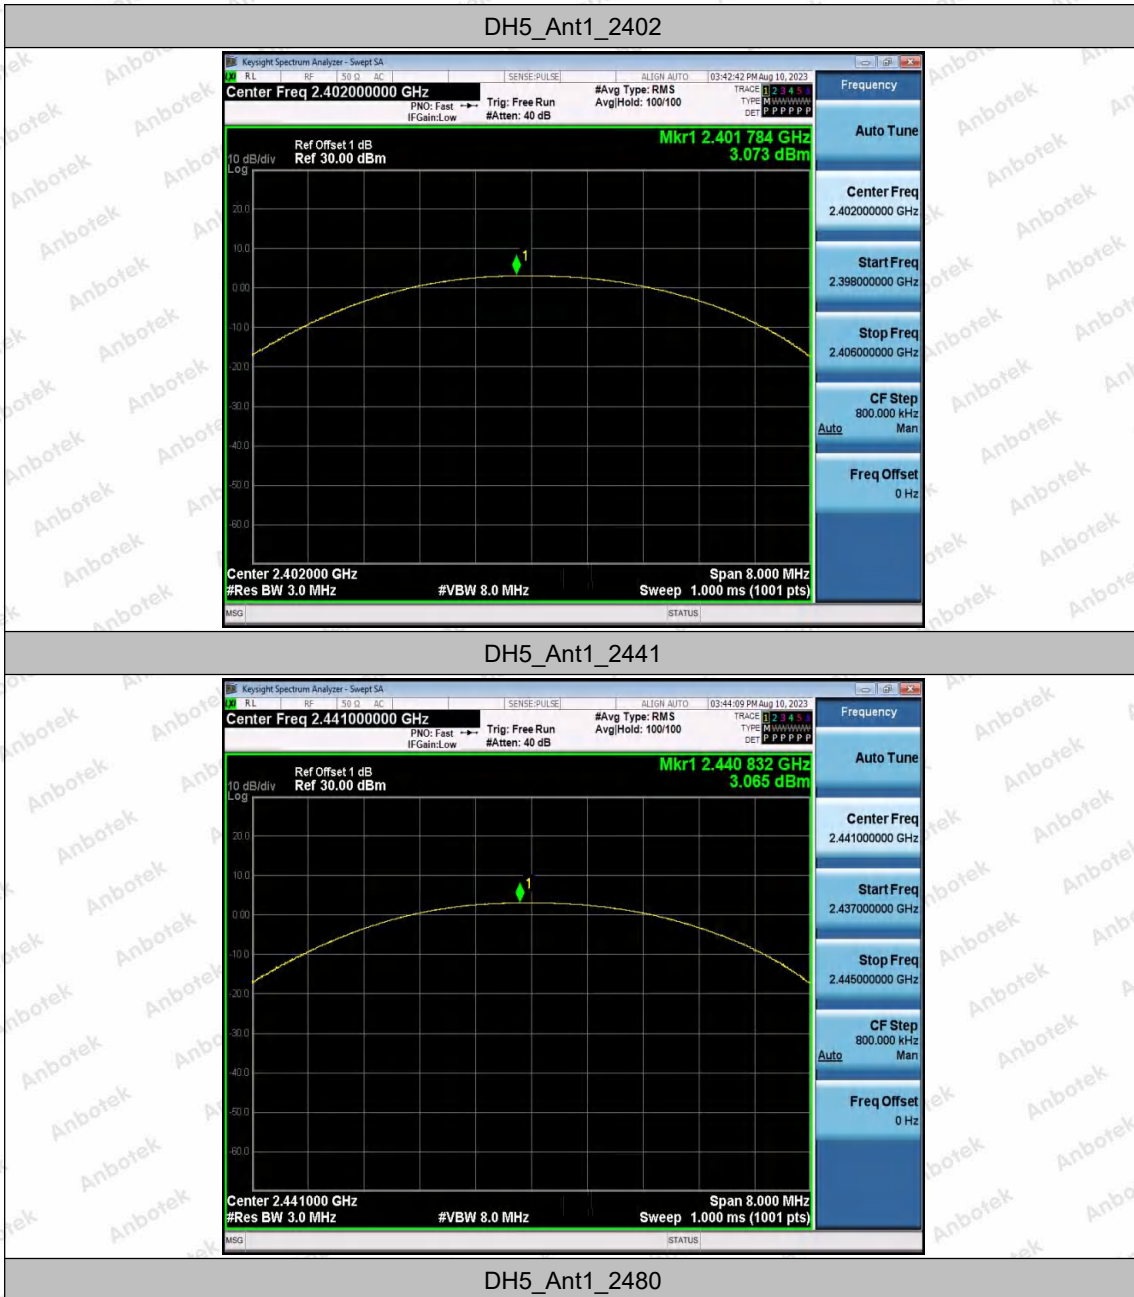 DH5_Ant1_2402
Keysight Spectrum Analyzer - Swept SA
RL RF 50 Ω AC SENSE:PULSE ALIGN AUTO 03:42:42 PM Aug 10, 2023
Center Freq 2.402000000 GHz
PNO: Fast
IFGain:Low
Trig: Free Run
#Atten: 40 dB
#Avg Type: RMS
Avg|Hold: 100/100
TRACE 1 2 3 4 5 6
TYPE M WWWWW
DET P P P P P P
Ref Offset 1 dB
10 dB/div Ref 30.00 dBm
Log
Mkr1 2.401 784 GHz
3.073 dBm
20.0
10.0
1
0.00
-10.0
-20.0
-30.0
-40.0
-50.0
-60.0
Center 2.402000 GHz Span 8.000 MHz
#Res BW 3.0 MHz #VBW 8.0 MHz Sweep 1.000 ms (1001 pts)
MSG STATUS
Frequency
Auto Tune
Center Freq
2.402000000 GHz
Start Freq
2.398000000 GHz
Stop Freq
2.406000000 GHz
CF Step
800.000 kHz
Auto Man
Freq Offset
0 Hz
DH5_Ant1_2441
Keysight Spectrum Analyzer - Swept SA
RL RF 50 Ω AC SENSE:PULSE ALIGN AUTO 03:44:09 PM Aug 10, 2023
Center Freq 2.441000000 GHz
PNO: Fast
IFGain:Low
Trig: Free Run
#Atten: 40 dB
#Avg Type: RMS
Avg|Hold: 100/100
TRACE 1 2 3 4 5 6
TYPE M WWWWW
DET P P P P P P
Ref Offset 1 dB
10 dB/div Ref 30.00 dBm
Log
Mkr1 2.440 832 GHz
3.065 dBm
20.0
10.0
1
0.00
-10.0
-20.0
-30.0
-40.0
-50.0
-60.0
Center 2.441000 GHz Span 8.000 MHz
#Res BW 3.0 MHz #VBW 8.0 MHz Sweep 1.000 ms (1001 pts)
MSG STATUS
Frequency
Auto Tune
Center Freq
2.441000000 GHz
Start Freq
2.437000000 GHz
Stop Freq
2.445000000 GHz
CF Step
800.000 kHz
Auto Man
Freq Offset
0 Hz
DH5_Ant1_2480
Anbotek